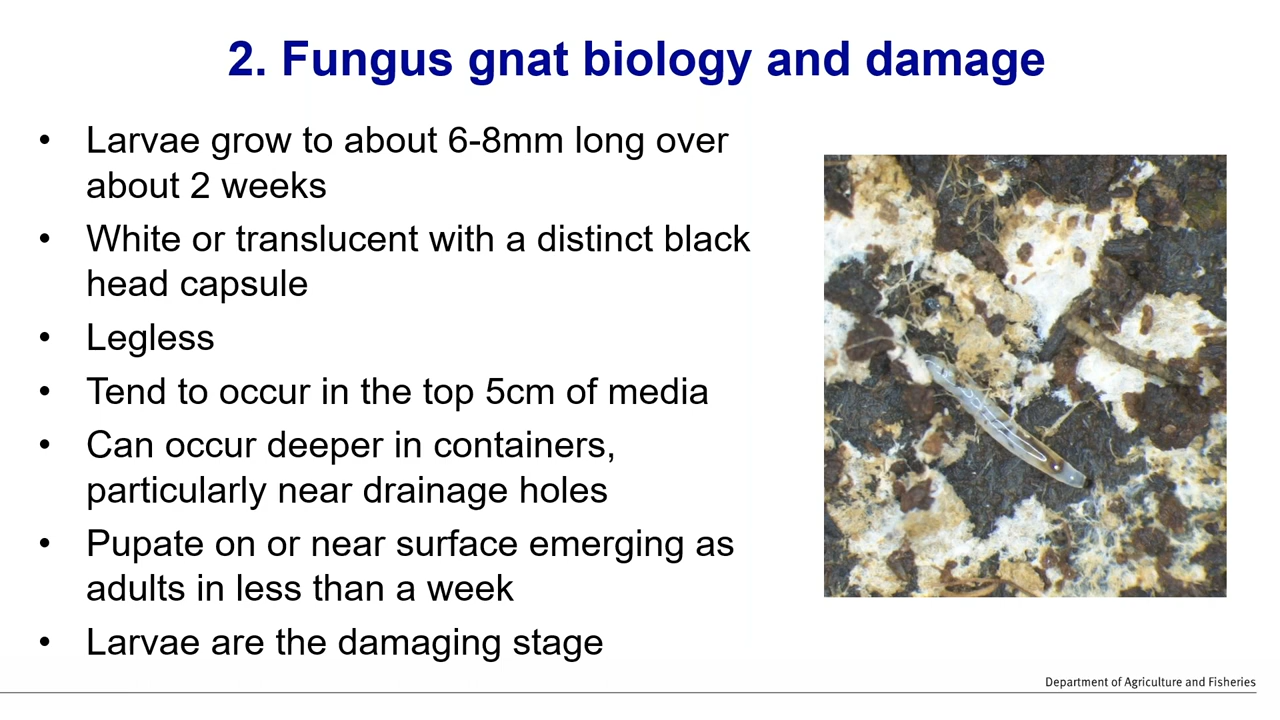 2. Fungus gnat biology and damage
• Larvae grow to about 6-8mm long over
about 2 weeks
• White or translucent with a distinct black
head capsule
• Legless
• Tend to occur in the top 5cm of media
• Can occur deeper in containers,
particularly near drainage holes
• Pupate on or near surface emerging as
adults in less than a week
• Larvae are the damaging stage
Department of Agriculture and Fisheries